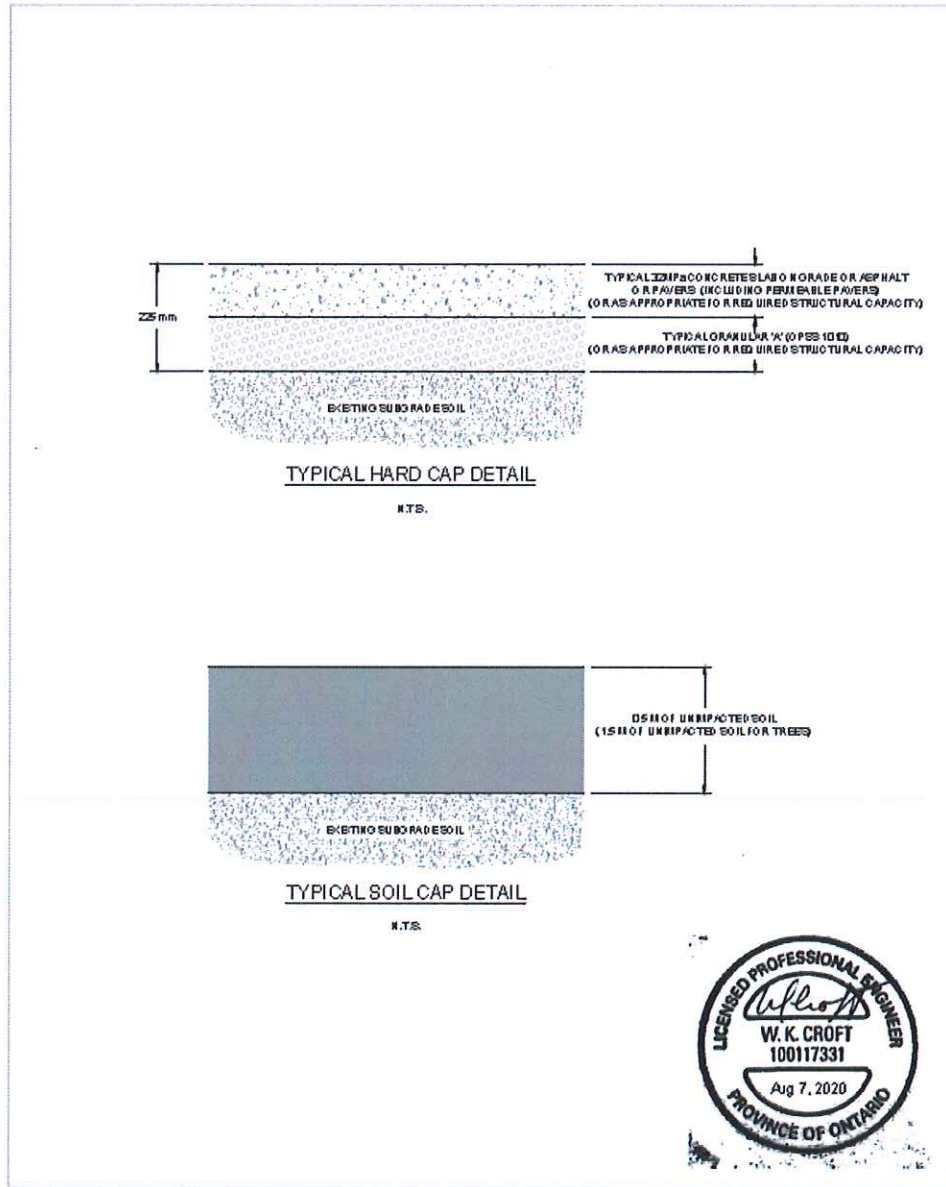 225 mm
TYPICAL 32MPa CONCRETE SLAB ON GRADE OR ASPHALT
OR PAVERS (INCLUDING PERMEABLE PAVERS)
(OR AS APPROPRIATE FOR REQUIRED STRUCTURAL CAPACITY)
TYPICAL GRANULAR 'A' (OPSS 1010)
(OR AS APPROPRIATE FOR REQUIRED STRUCTURAL CAPACITY)
EXISTING SUBGRADE SOIL
TYPICAL HARD CAP DETAIL
N.T.S.
0.5 M OF UNIMPACTED SOIL
(1.5 M OF UNIMPACTED SOIL FOR TREES)
EXISTING SUBGRADE SOIL
TYPICAL SOIL CAP DETAIL
N.T.S.
LICENSED PROFESSIONAL ENGINEER
W. K. CROFT
100117331
Aug 7, 2020
PROVINCE OF ONTARIO